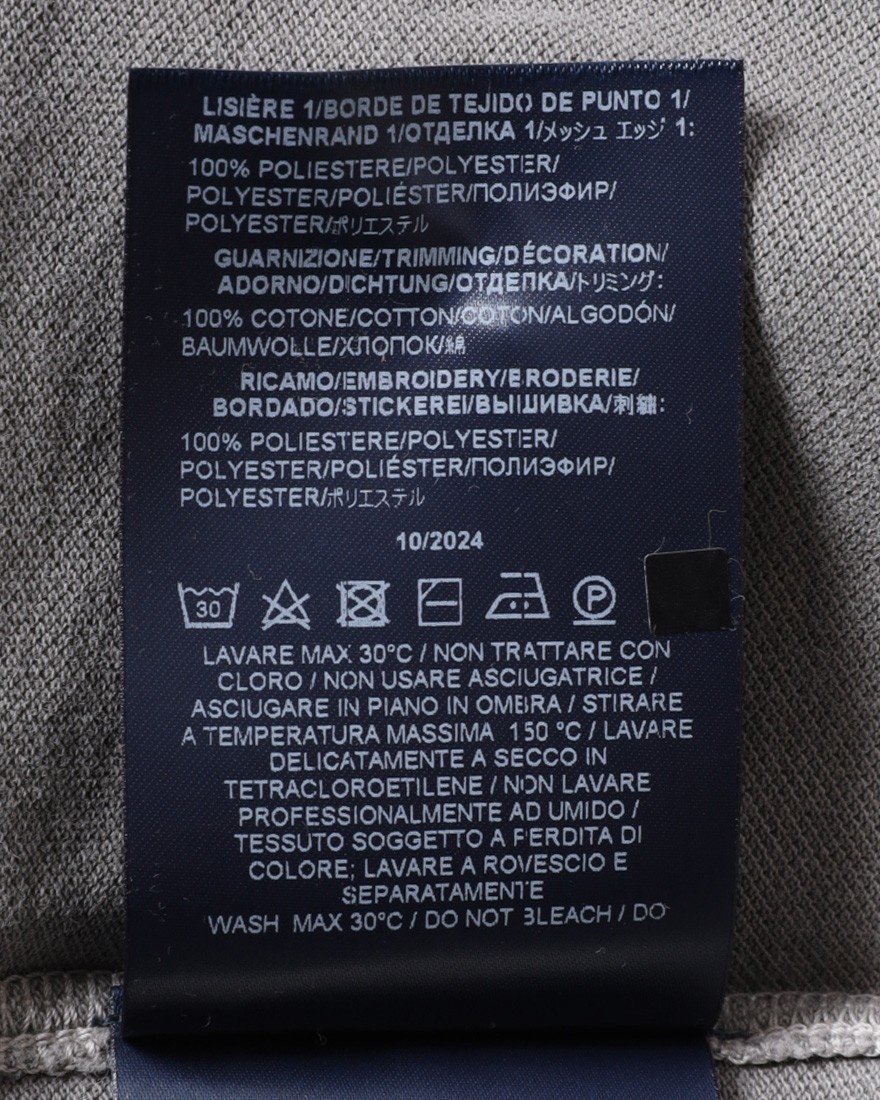 LISIÈRE 1/BORDE DE TEJIDO DE PUNTO 1/
MASCHENRAND 1/ОТДЕЛКА 1/メッシュ エッジ 1:
100% POLIESTERE/POLYESTER/
POLYESTER/POLIÉSTER/ПОЛИЭФИР/
POLYESTER/ポリエステル
GUARNIZIONE/TRIMMING/DÉCORATION/
ADORNO/DICHTUNG/ОТДЕЛКА/トリミング:
100% COTONE/COTTON/COTON/ALGODÓN/
BAUMWOLLE/ХЛОПОК/綿
RICAMO/EMBROIDERY/BRODERIE/
BORDADO/STICKEREI/ВЫШИВКА/刺繍:
100% POLIESTERE/POLYESTER/
POLYESTER/POLIÉSTER/ПОЛИЭФИР/
POLYESTER/ポリエステル
10/2024
30 P
LAVARE MAX 30°C / NON TRATTARE CON
CLORO / NON USARE ASCIUGATRICE /
ASCIUGARE IN PIANO IN OMBRA / STIRARE
A TEMPERATURA MASSIMA 150 °C / LAVARE
DELICATAMENTE A SECCO IN
TETRACLOROETILENE / NON LAVARE
PROFESSIONALMENTE AD UMIDO /
TESSUTO SOGGETTO A PERDITA DI
COLORE; LAVARE A ROVESCIO E
SEPARATAMENTE
WASH MAX 30°C / DO NOT BLEACH / DO